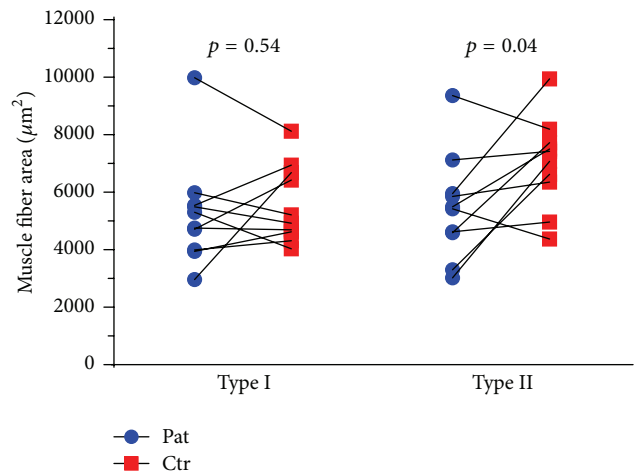 12000
p = 0.54
p = 0.04
10000
8000
6000
4000
2000
0
Muscle fiber area (μm²)
Type I
Type II
Pat
Ctr